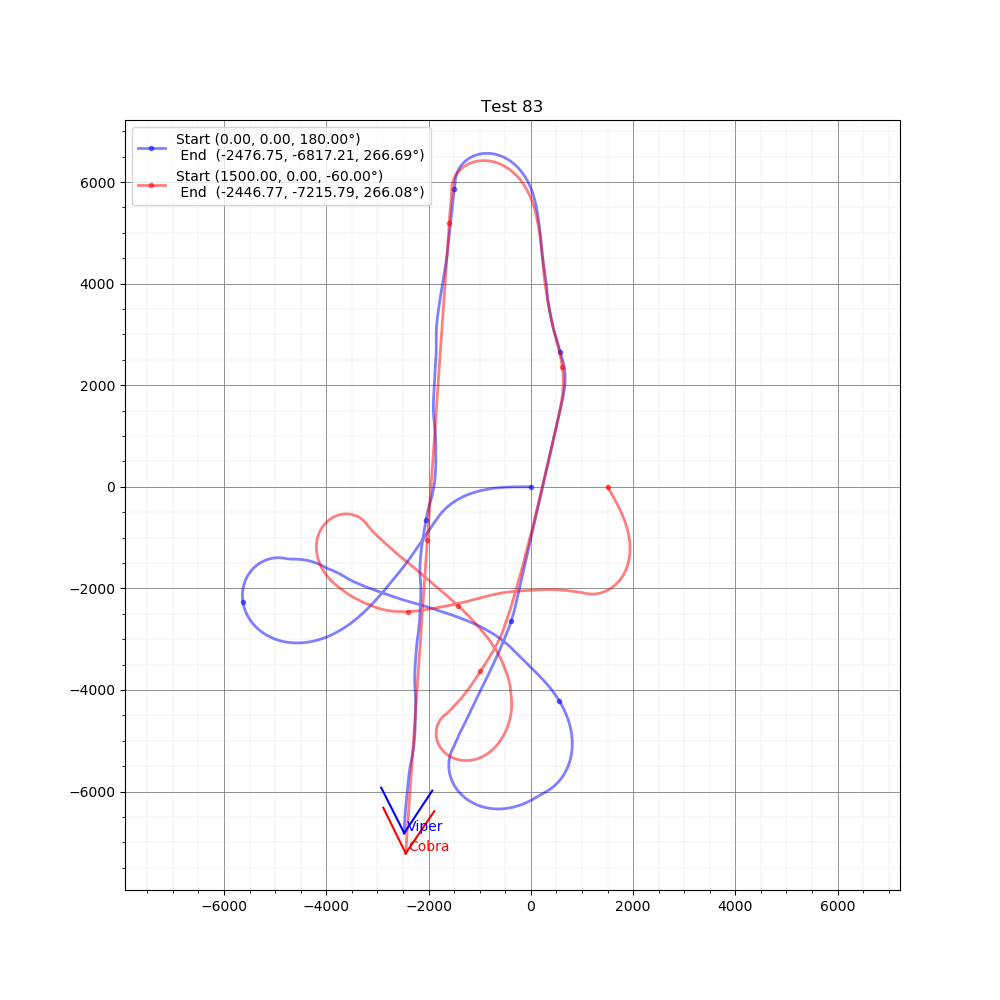 Test 83
Start (0.00, 0.00, 180.00°)
End (-2476.75, -6817.21, 266.69°)
Start (1500.00, 0.00, -60.00°)
End (-2446.77, -7215.79, 266.08°)
6000
4000
2000
0
−2000
−4000
−6000
Viper
Cobra
−6000 −4000 −2000 0 2000 4000 6000